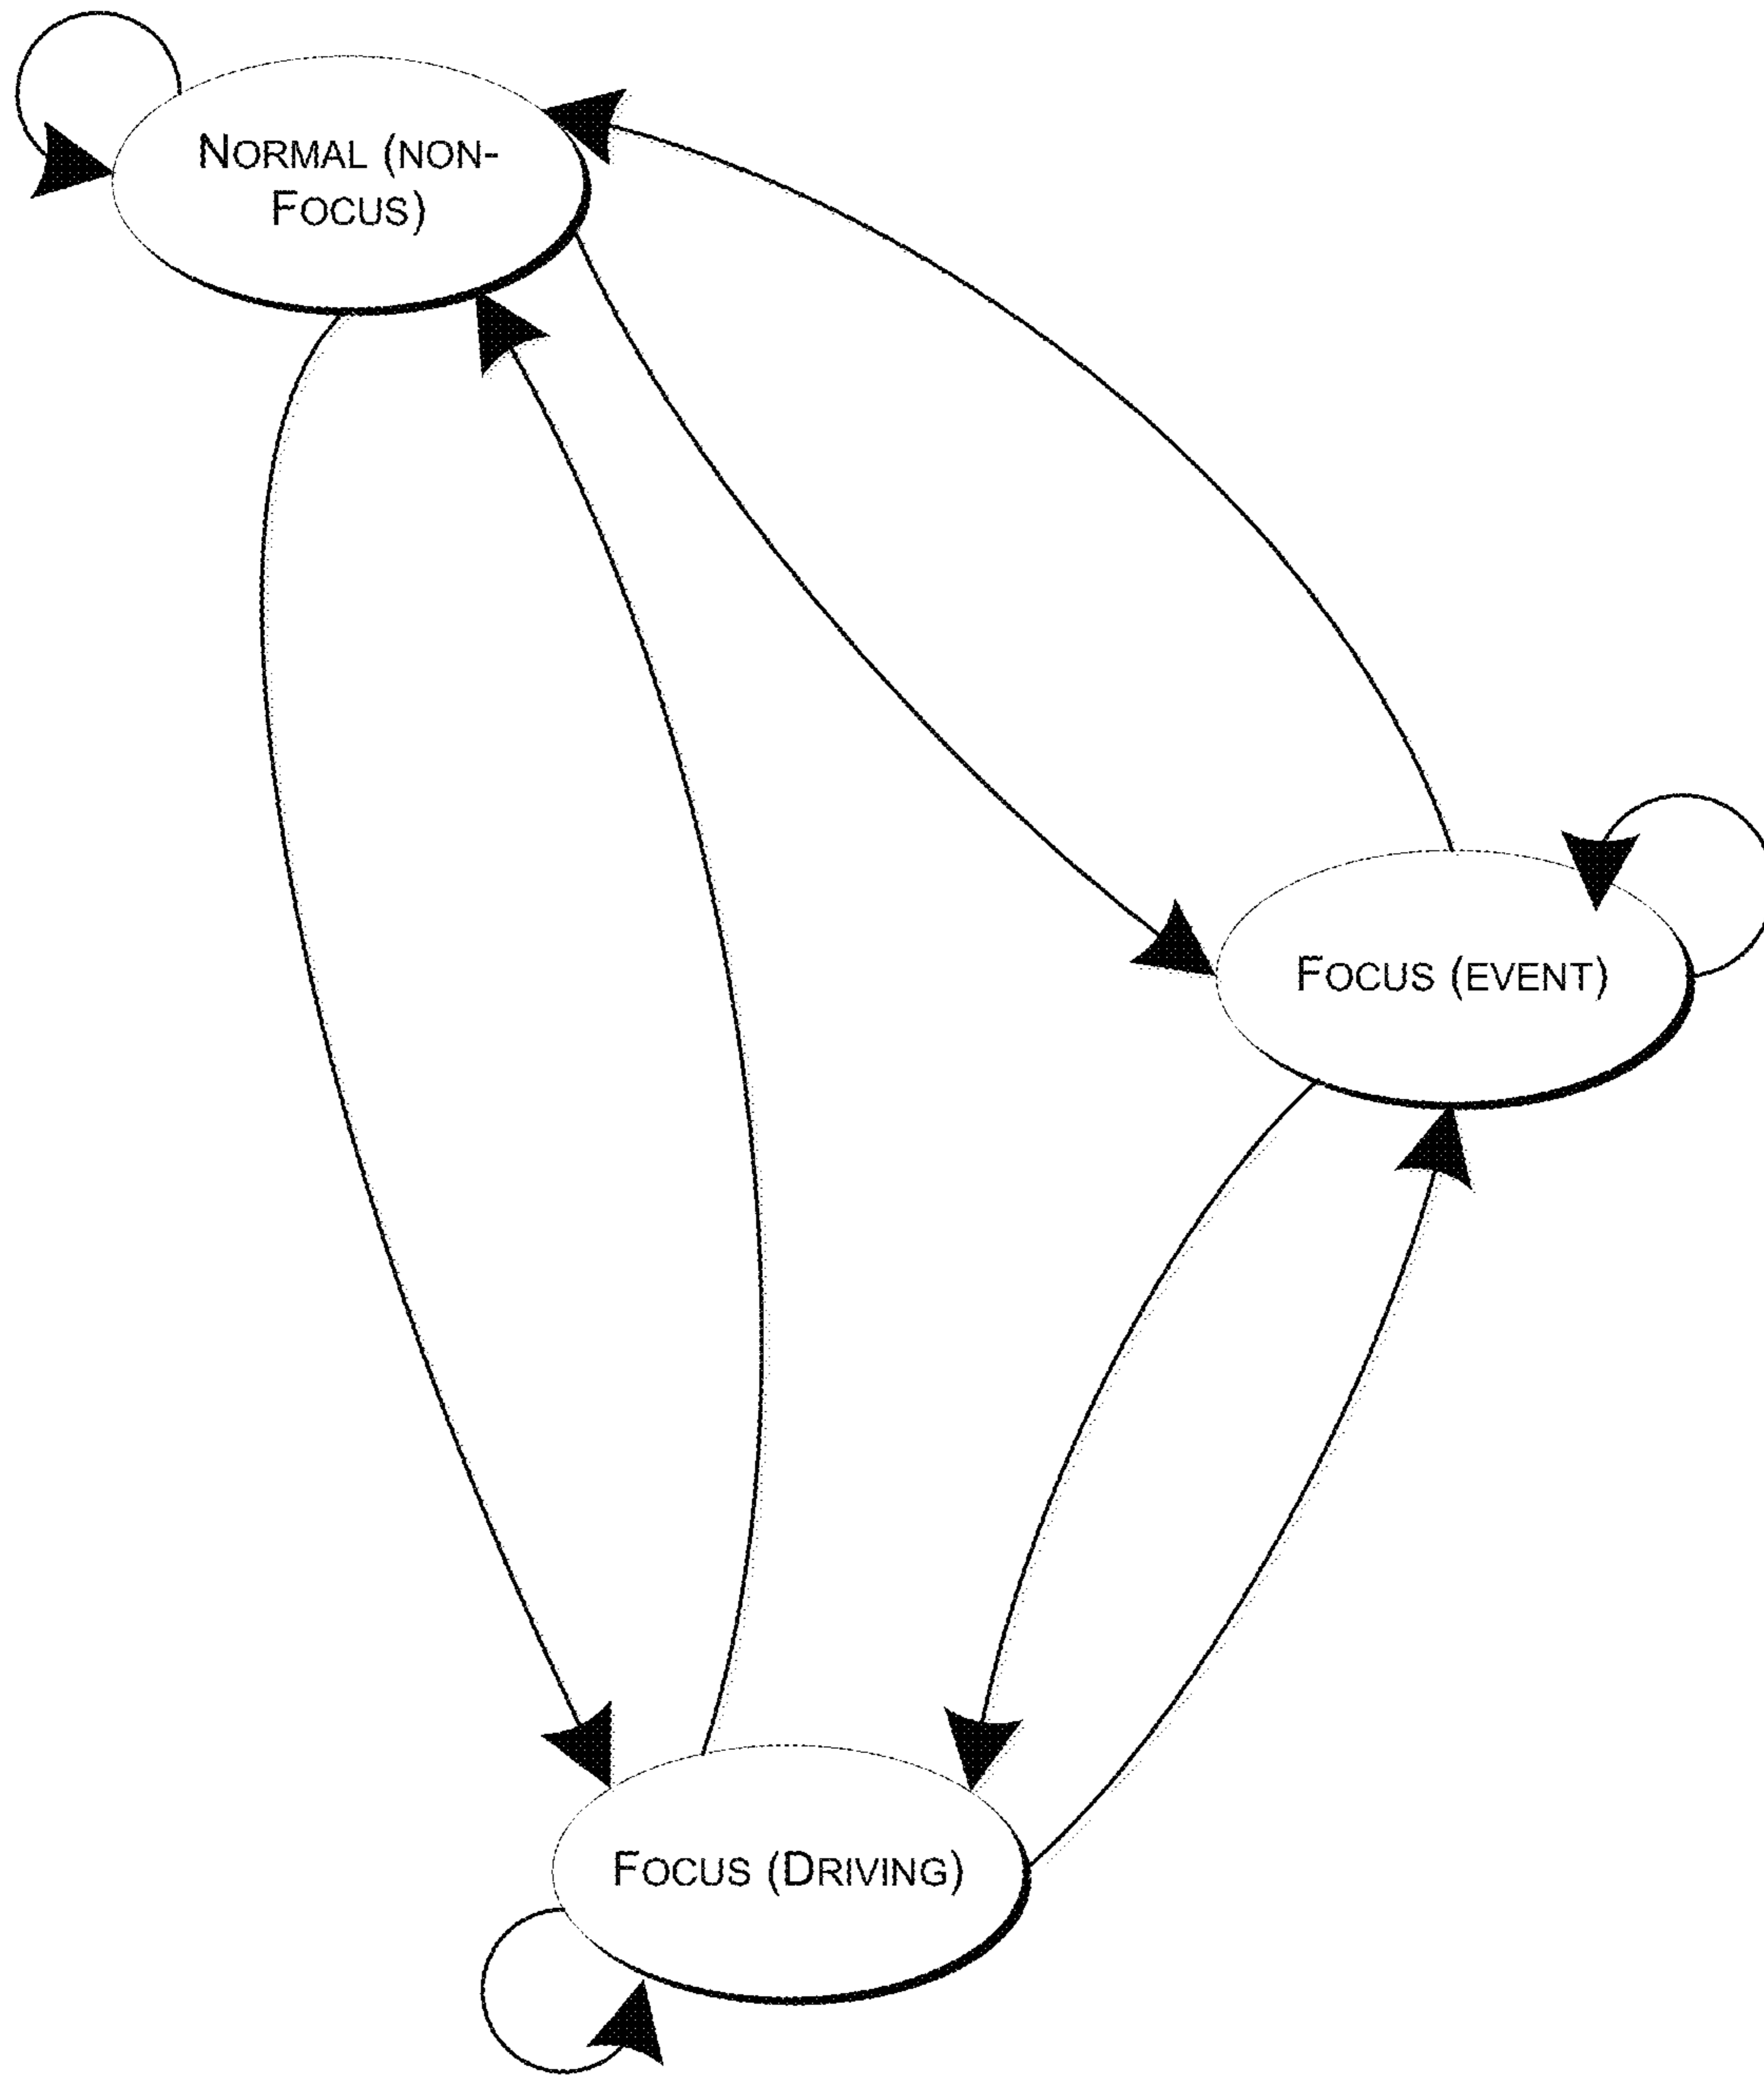 NORMAL (NON-
FOCUS)
FOCUS (EVENT)
FOCUS (DRIVING)